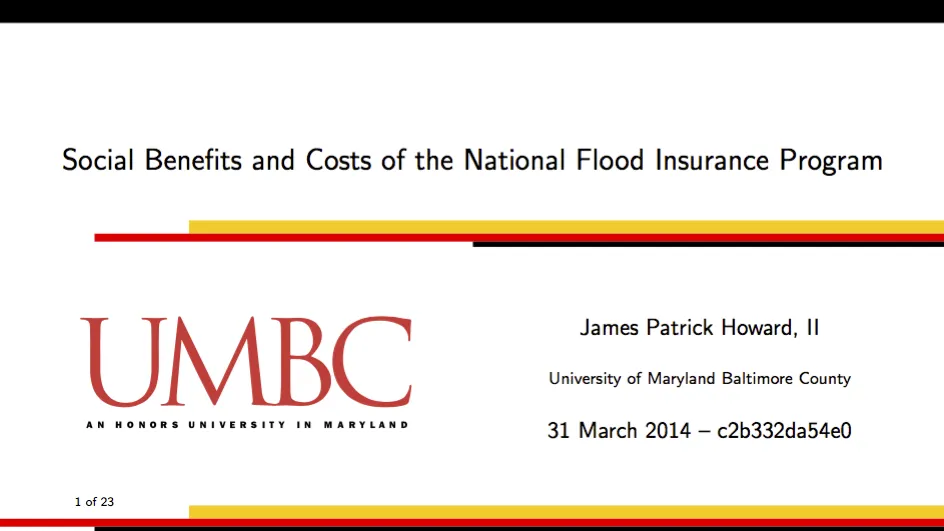 Social Benefits and Costs of the National Flood Insurance Program
UMBC
AN HONORS UNIVERSITY IN MARYLAND
James Patrick Howard, II
University of Maryland Baltimore County
31 March 2014 – c2b332da54e0
1 of 23